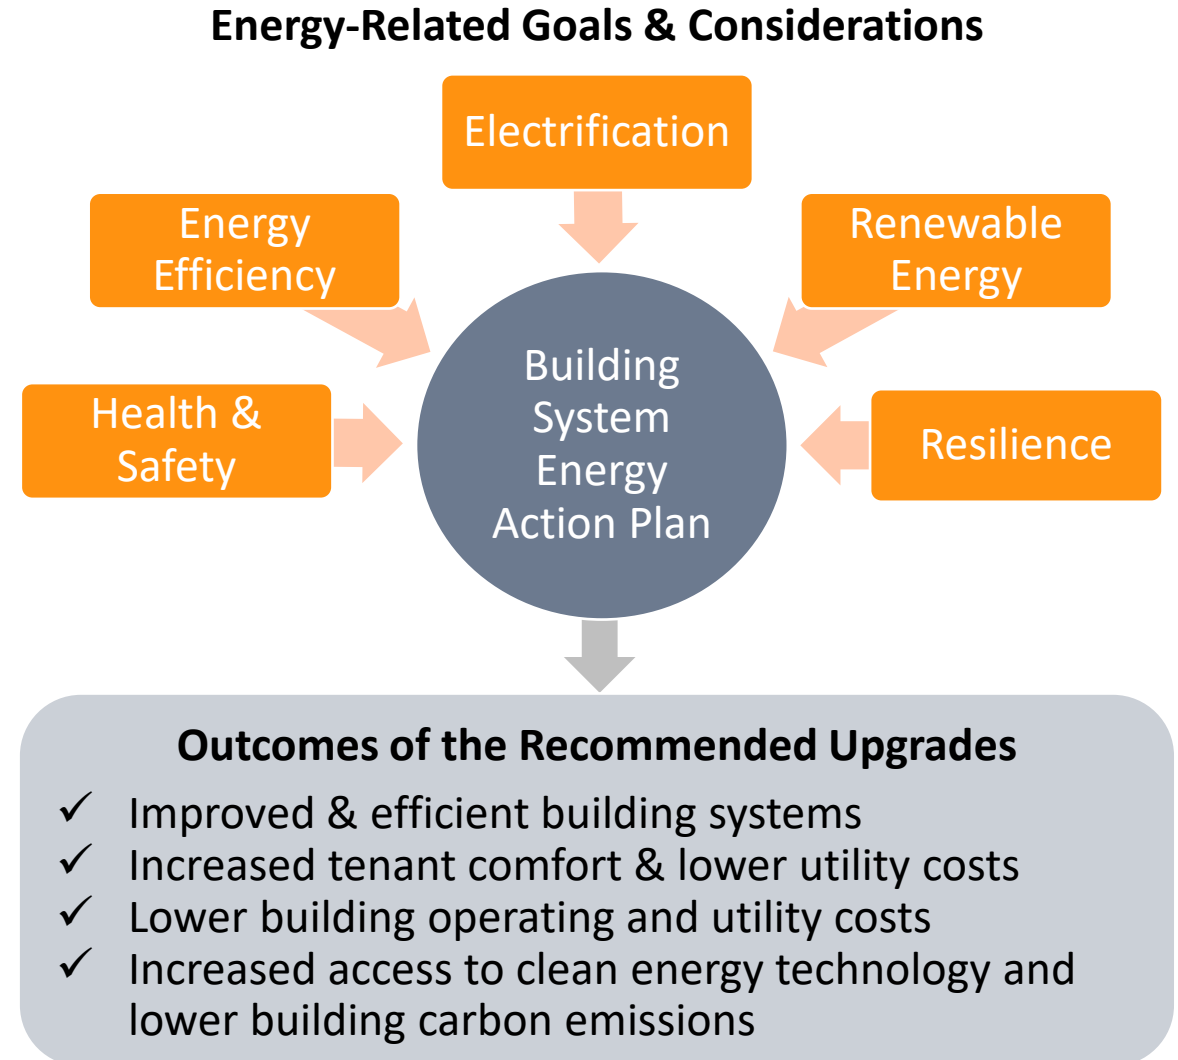 Energy-Related Goals & Considerations
Electrification
Energy
Efficiency
Renewable
Energy
Health &
Safety
Building
System
Energy
Action Plan
Resilience
Outcomes of the Recommended Upgrades
✓ Improved & efficient building systems
✓ Increased tenant comfort & lower utility costs
✓ Lower building operating and utility costs
✓ Increased access to clean energy technology and
lower building carbon emissions